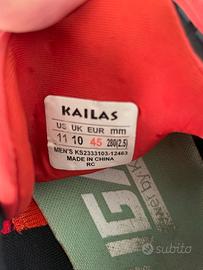 KAILAS
US UK EUR mm
11 10 45 280(2.5)
MEN'S KS2333103-12463
MADE IN CHINA
RC
subito